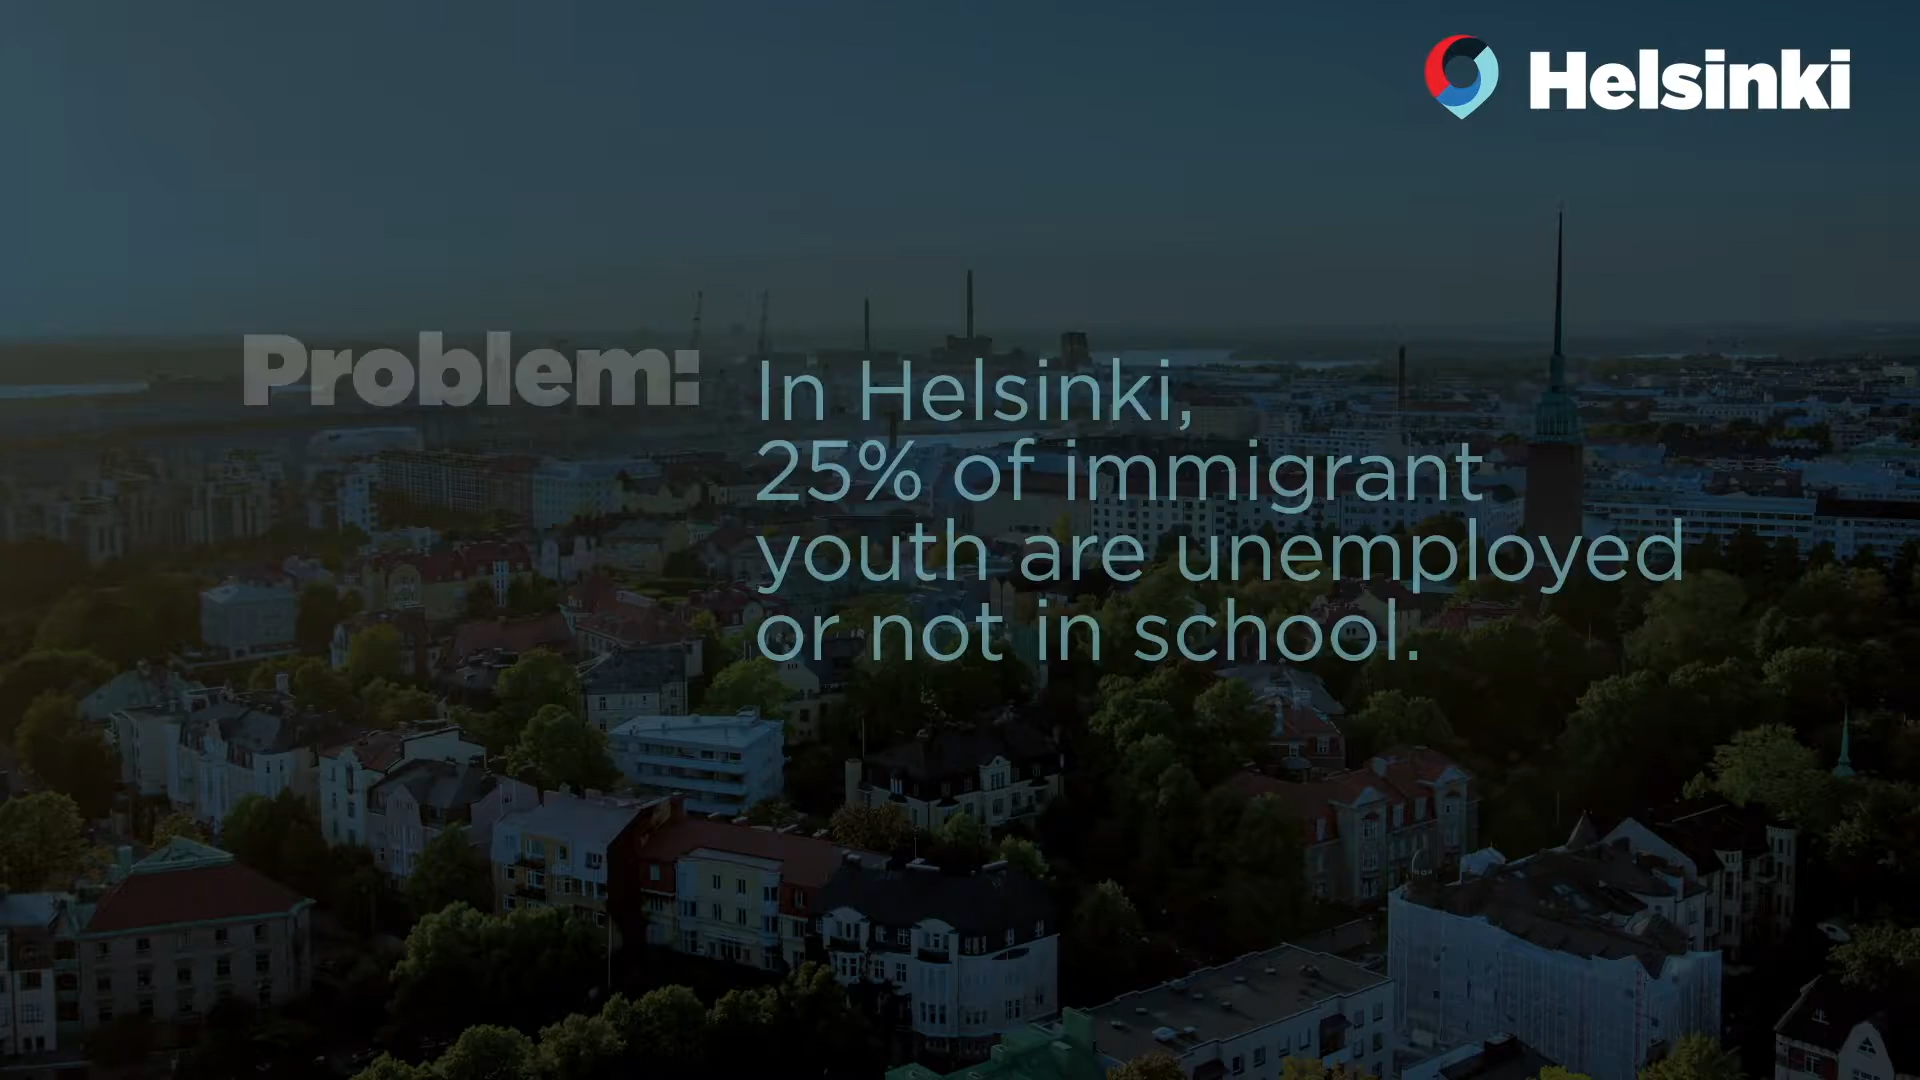 Helsinki
Problem:
In Helsinki,
25% of immigrant
youth are unemployed
or not in school.